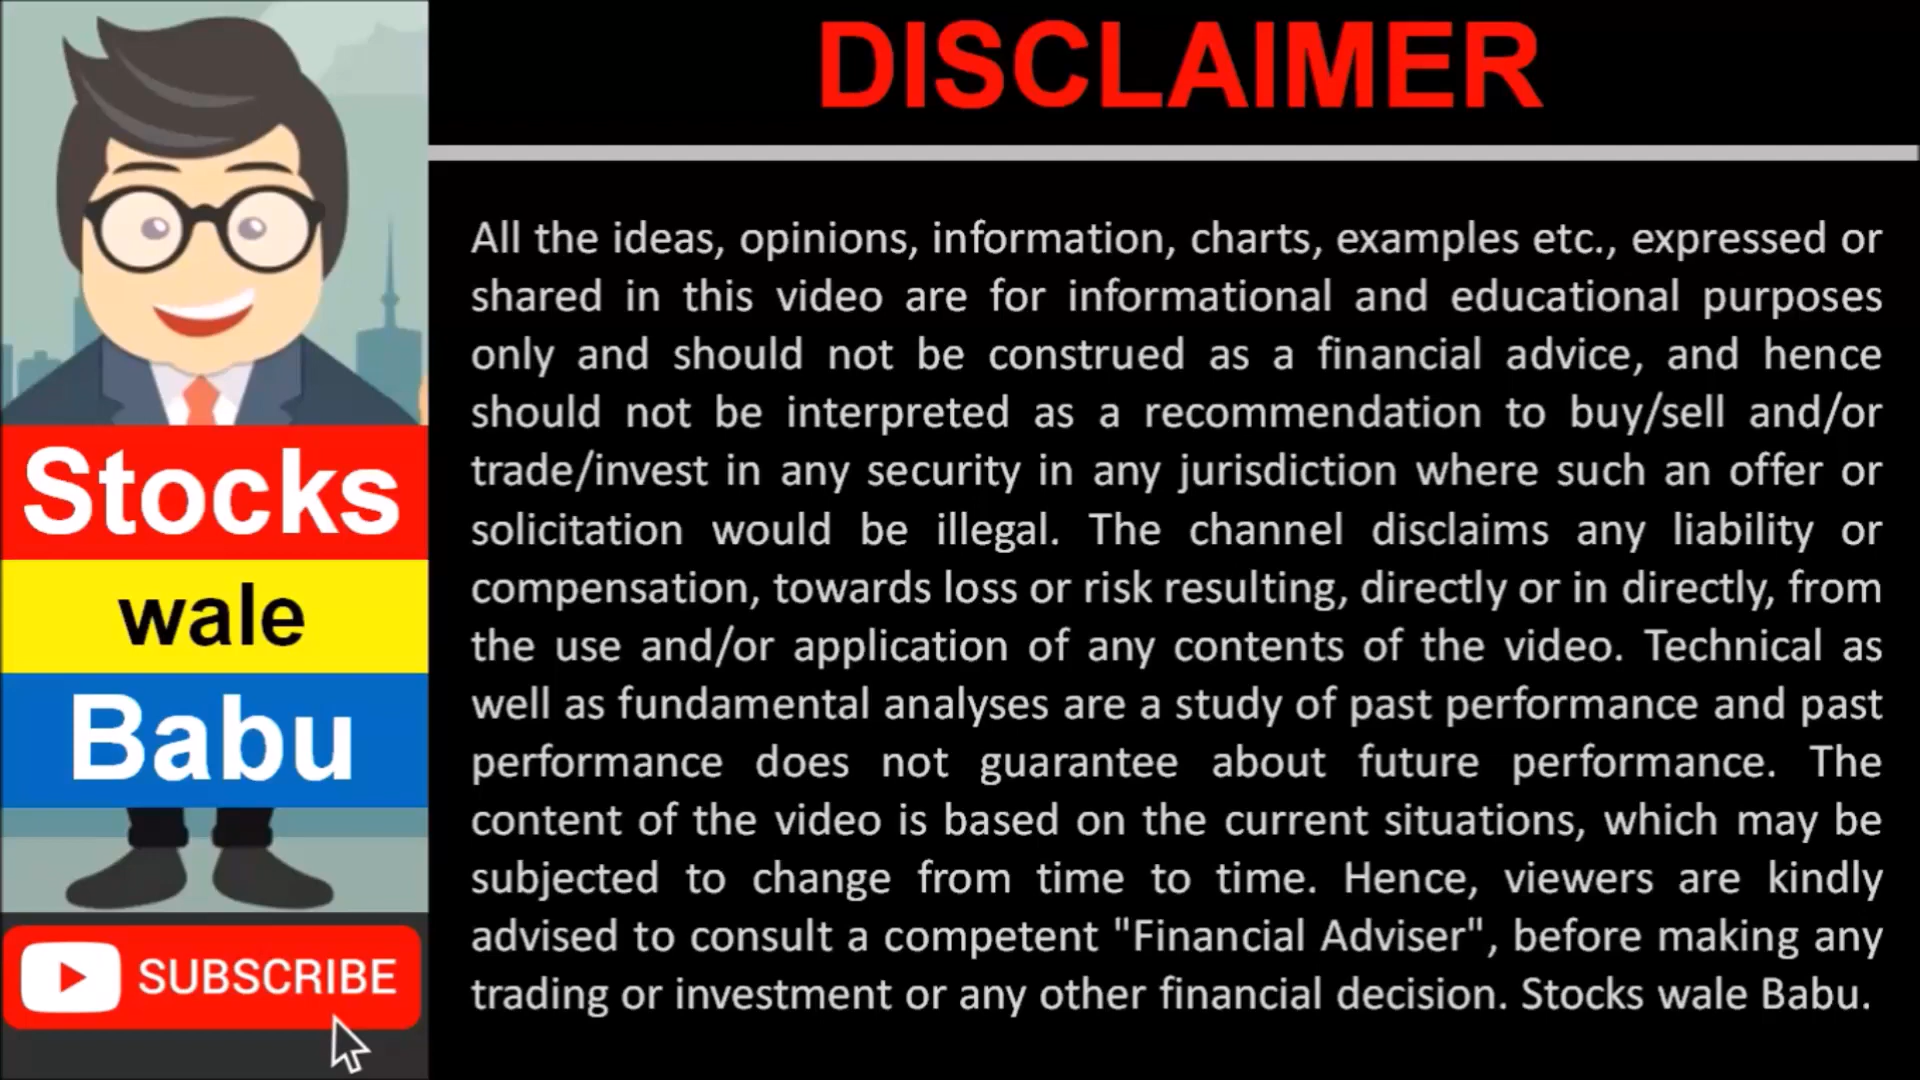 DISCLAIMER
All the ideas, opinions, information, charts, examples etc., expressed or
shared in this video are for informational and educational purposes
only and should not be construed as a financial advice, and hence
should not be interpreted as a recommendation to buy/sell and/or
trade/invest in any security in any jurisdiction where such an offer or
solicitation would be illegal. The channel disclaims any liability or
compensation, towards loss or risk resulting, directly or in directly, from
the use and/or application of any contents of the video. Technical as
well as fundamental analyses are a study of past performance and past
performance does not guarantee about future performance. The
content of the video is based on the current situations, which may be
subjected to change from time to time. Hence, viewers are kindly
advised to consult a competent "Financial Adviser", before making any
trading or investment or any other financial decision. Stocks wale Babu.
Stocks
wale
Babu
SUBSCRIBE